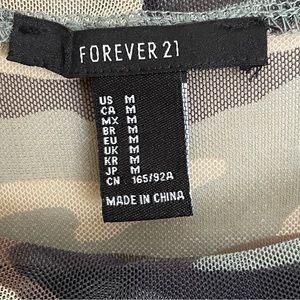 FOREVER 21
US M
CA M
MX M
BR M
EU M
UK M
KR M
JP M
CN 165/92A
MADE IN CHINA